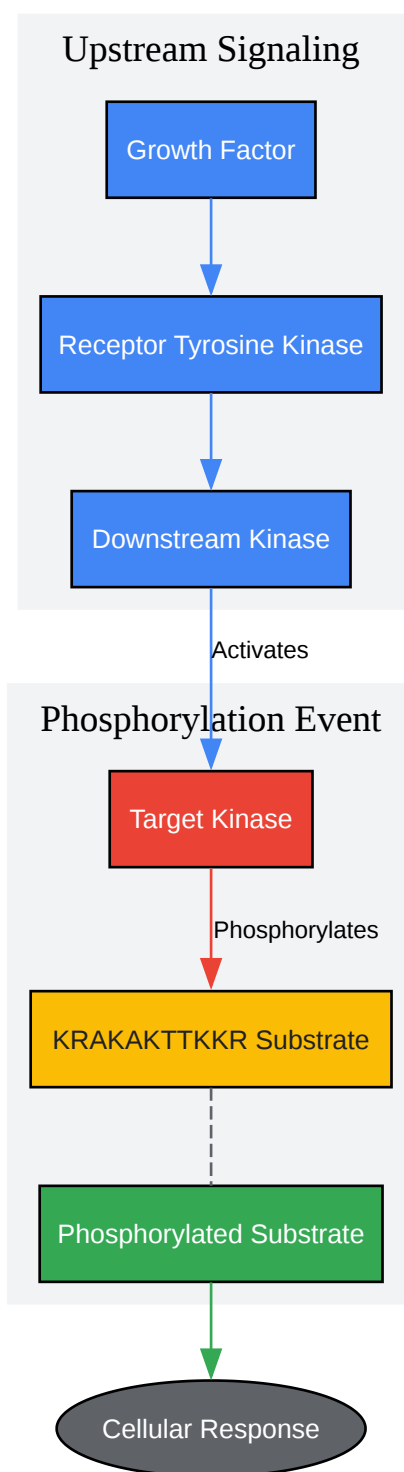 Upstream Signaling
Growth Factor
Receptor Tyrosine Kinase
Downstream Kinase
Activates
Phosphorylation Event
Target Kinase
Phosphorylates
KRAKAKTTKKR Substrate
Phosphorylated Substrate
Cellular Response